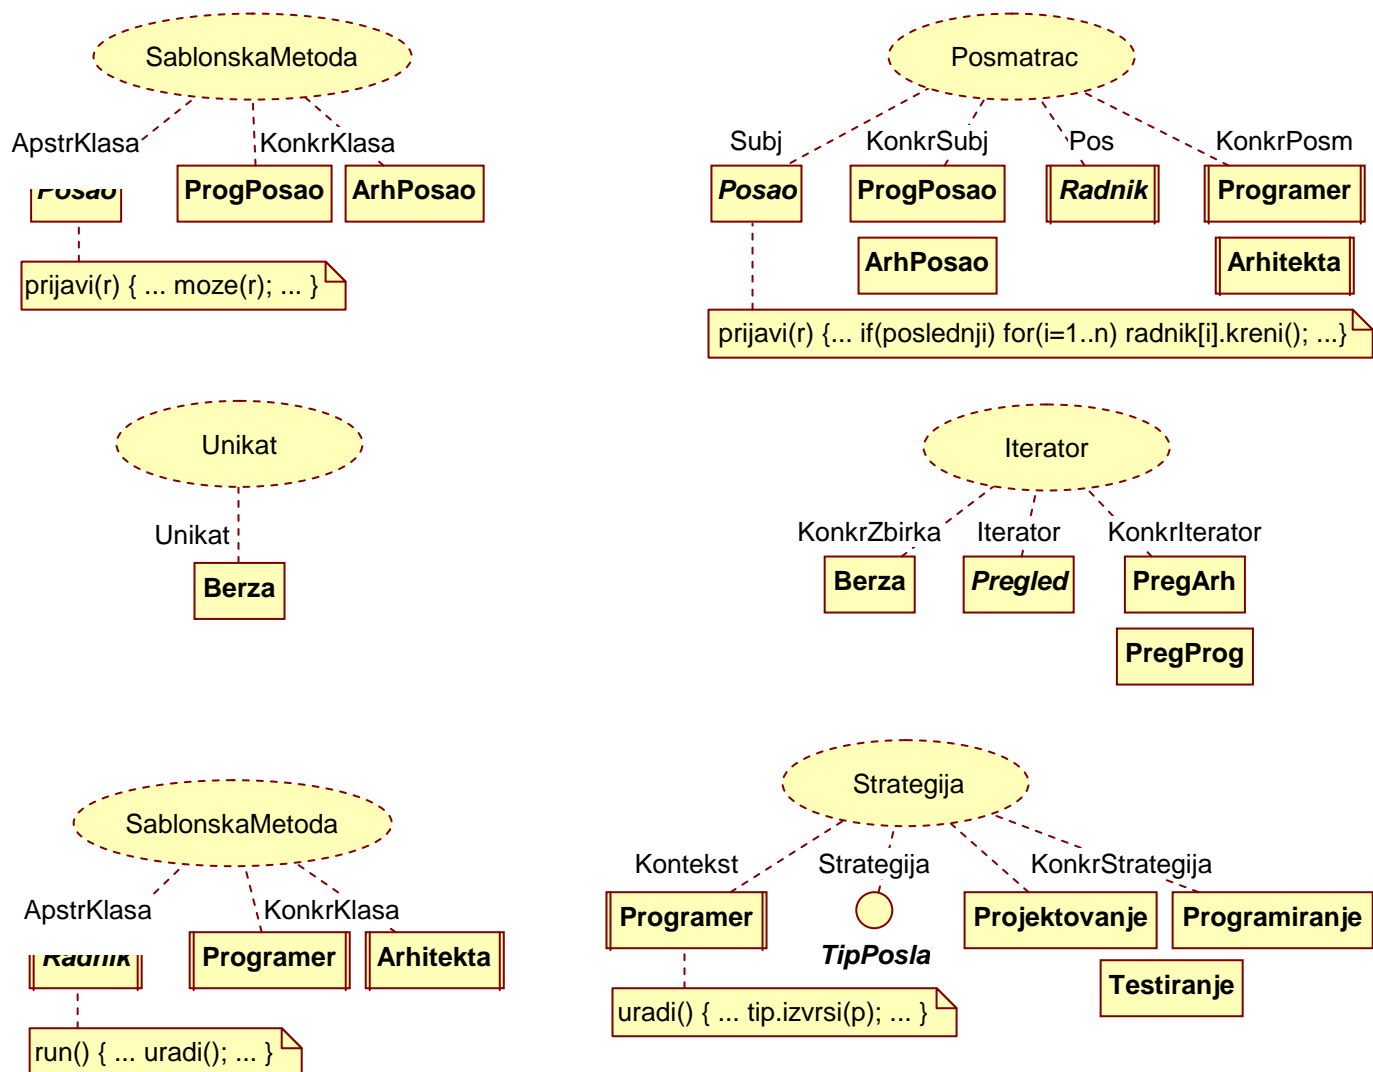 SablonskaMetoda
ApstrKlasa
KonkrKlasa
Posao
ProgPosao
ArhPosao
prijavi(r) { ... moze(r); ... }
Posmatrac
Subj
KonkrSubj
Pos
KonkrPosm
Posao
ProgPosao
Radnik
Programer
ArhPosao
Arhitekta
prijavi(r) {... if(poslednji) for(i=1..n) radnik[i].kreni(); ...}
Unikat
Unikat
Berza
Iterator
KonkrZbirka
Iterator
KonkrIterator
Berza
Pregled
PregArh
PregProg
SablonskaMetoda
ApstrKlasa
KonkrKlasa
Radnik
Programer
Arhitekta
run() { ... uradi(); ... }
Strategija
Kontekst
Strategija
KonkrStrategija
Programer
TipPosla
Projektovanje
Programiranje
Testiranje
uradi() { ... tip.izvrsi(p); ... }